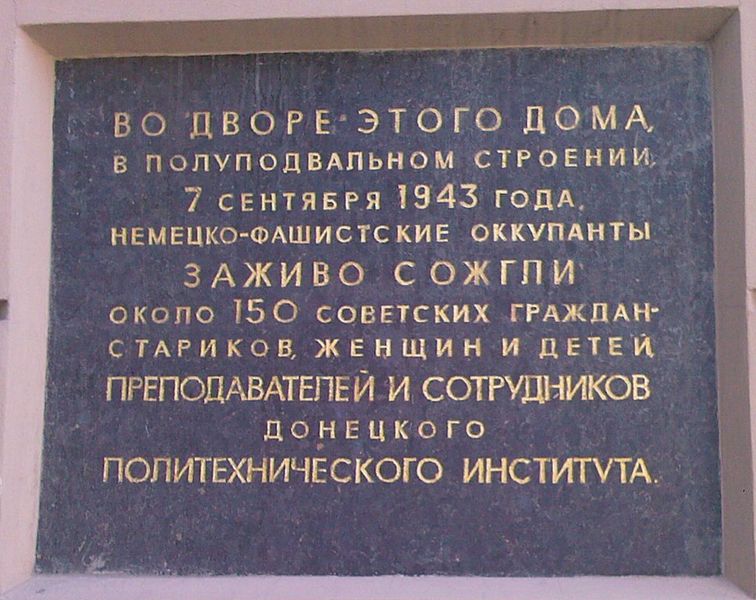 ВО ДВОРЕ ЭТОГО ДОМА,
В ПОЛУПОДВАЛЬНОМ СТРОЕНИИ,
7 СЕНТЯБРЯ 1943 ГОДА,
НЕМЕЦКО-ФАШИСТСКИЕ ОККУПАНТЫ
ЗАЖИВО СОЖГЛИ
ОКОЛО 150 СОВЕТСКИХ ГРАЖДАН-
СТАРИКОВ, ЖЕНЩИН И ДЕТЕЙ,
ПРЕПОДАВАТЕЛЕЙ И СОТРУДНИКОВ
ДОНЕЦКОГО
ПОЛИТЕХНИЧЕСКОГО ИНСТИТУТА.